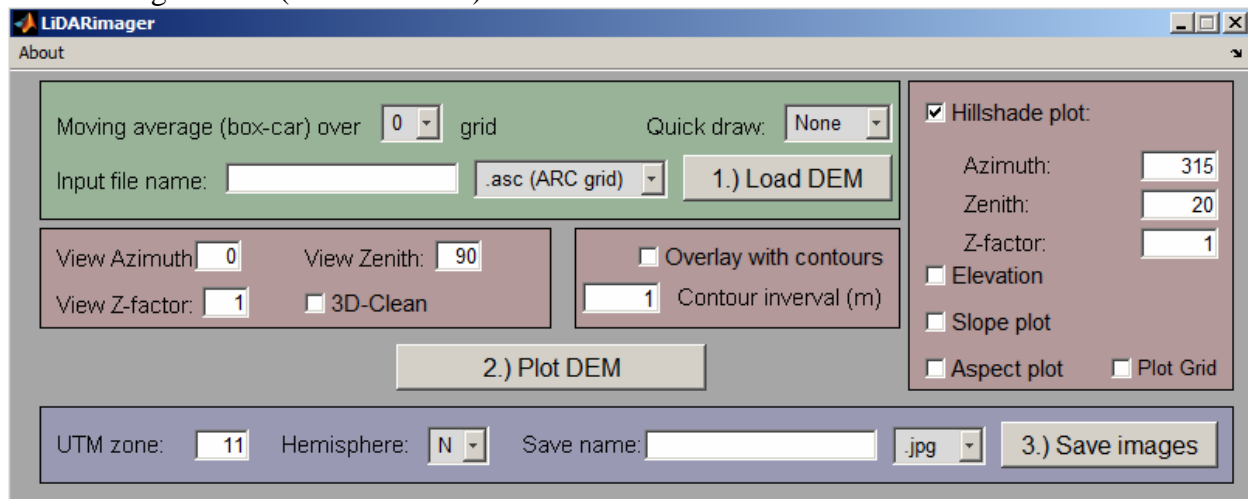 LiDARimager
About
Moving average (box-car) over 0 grid Quick draw: None
Input file name: .asc (ARC grid) 1.) Load DEM
View Azimuth 0 View Zenith: 90
View Z-factor: 1 3D-Clean
Overlay with contours
1 Contour inverval (m)
2.) Plot DEM
Hillshade plot:
Azimuth: 315
Zenith: 20
Z-factor: 1
Elevation
Slope plot
Aspect plot Plot Grid
UTM zone: 11 Hemisphere: N Save name: .jpg 3.) Save images